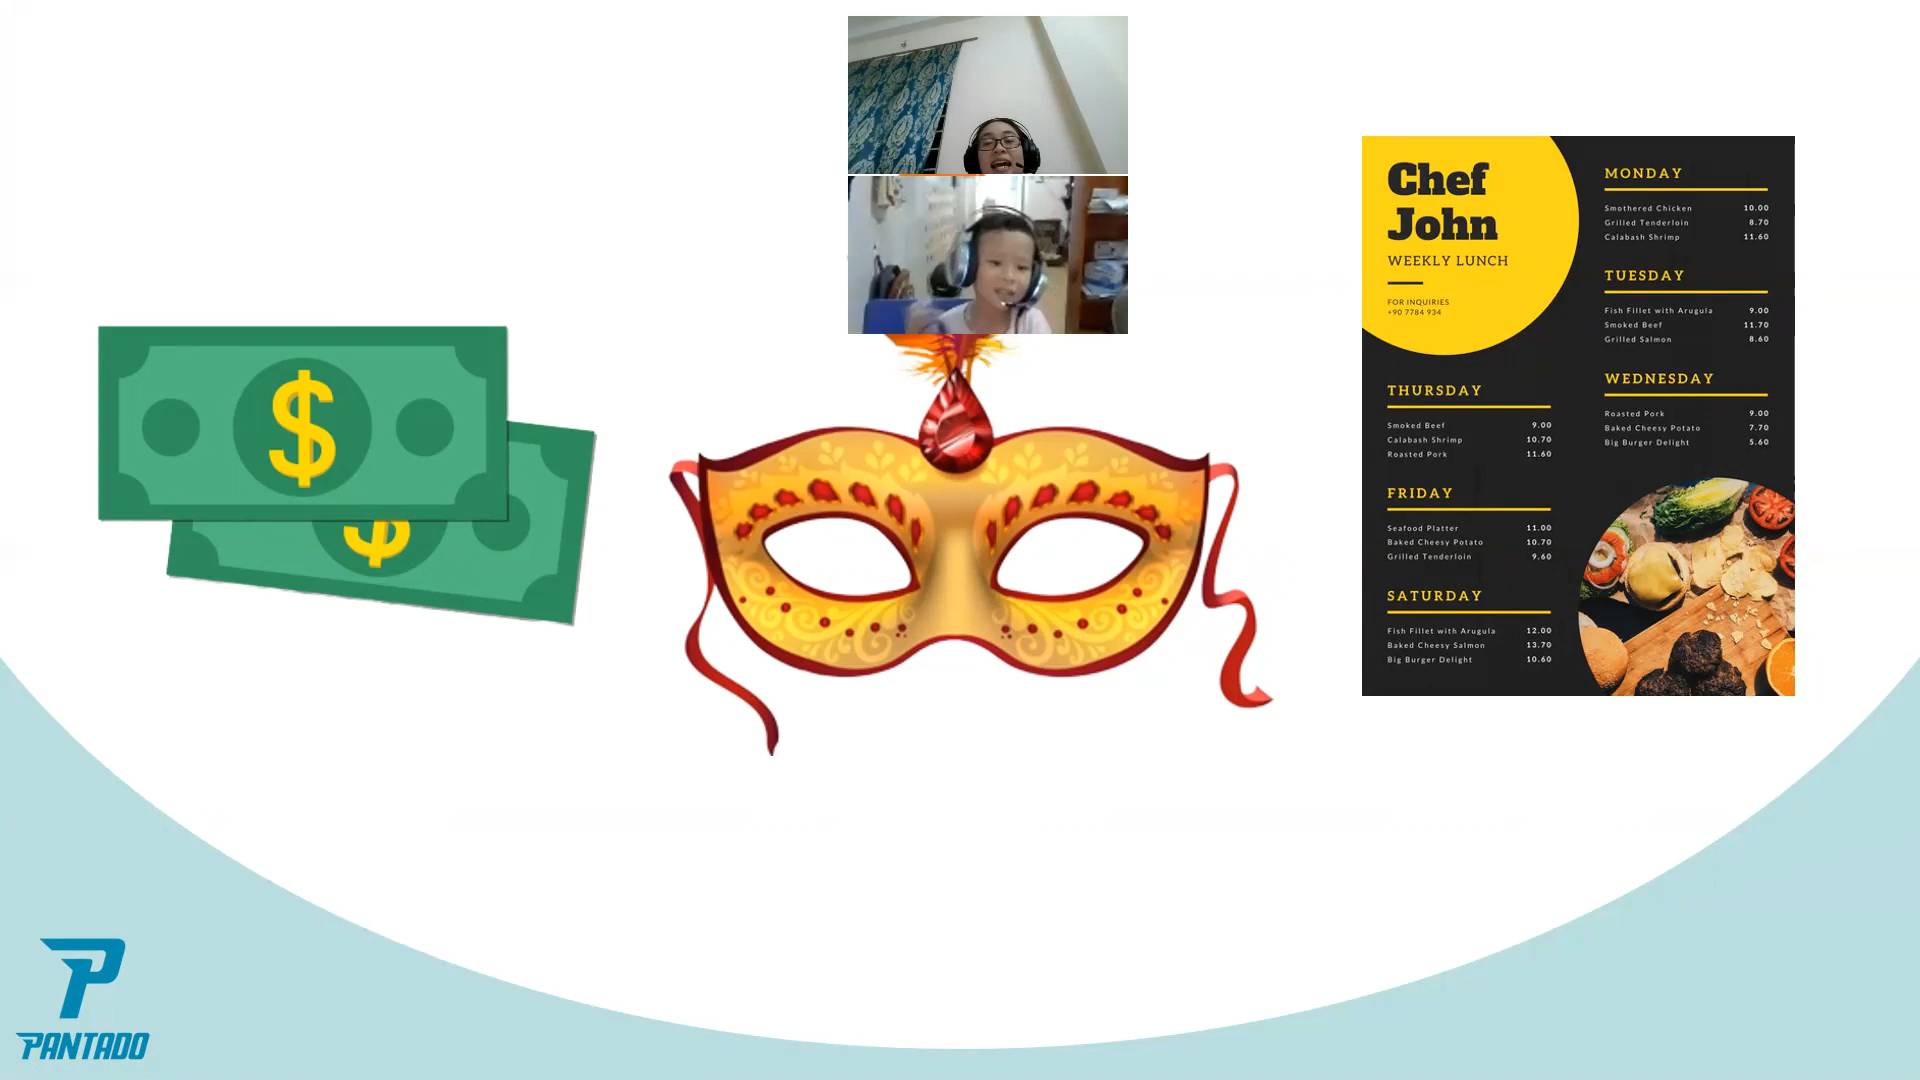 $
$
Chef
John
WEEKLY LUNCH
FOR INQUIRIES
+90 7784 934
MONDAY
Smothered Chicken 10.00
Grilled Tenderloin 8.70
Calabash Shrimp 11.60
TUESDAY
Fish Fillet with Arugula 9.00
Smoked Beef 11.70
Grilled Salmon 8.60
WEDNESDAY
Roasted Pork 9.00
Baked Cheesy Potato 7.70
Big Burger Delight 5.60
THURSDAY
Smoked Beef 9.00
Calabash Shrimp 10.70
Roasted Pork 11.60
FRIDAY
Seafood Platter 11.00
Baked Cheesy Potato 10.70
Grilled Tenderloin 9.60
SATURDAY
Fish Fillet with Arugula 12.00
Baked Cheesy Salmon 13.70
Big Burger Delight 10.60
P
PANTADO